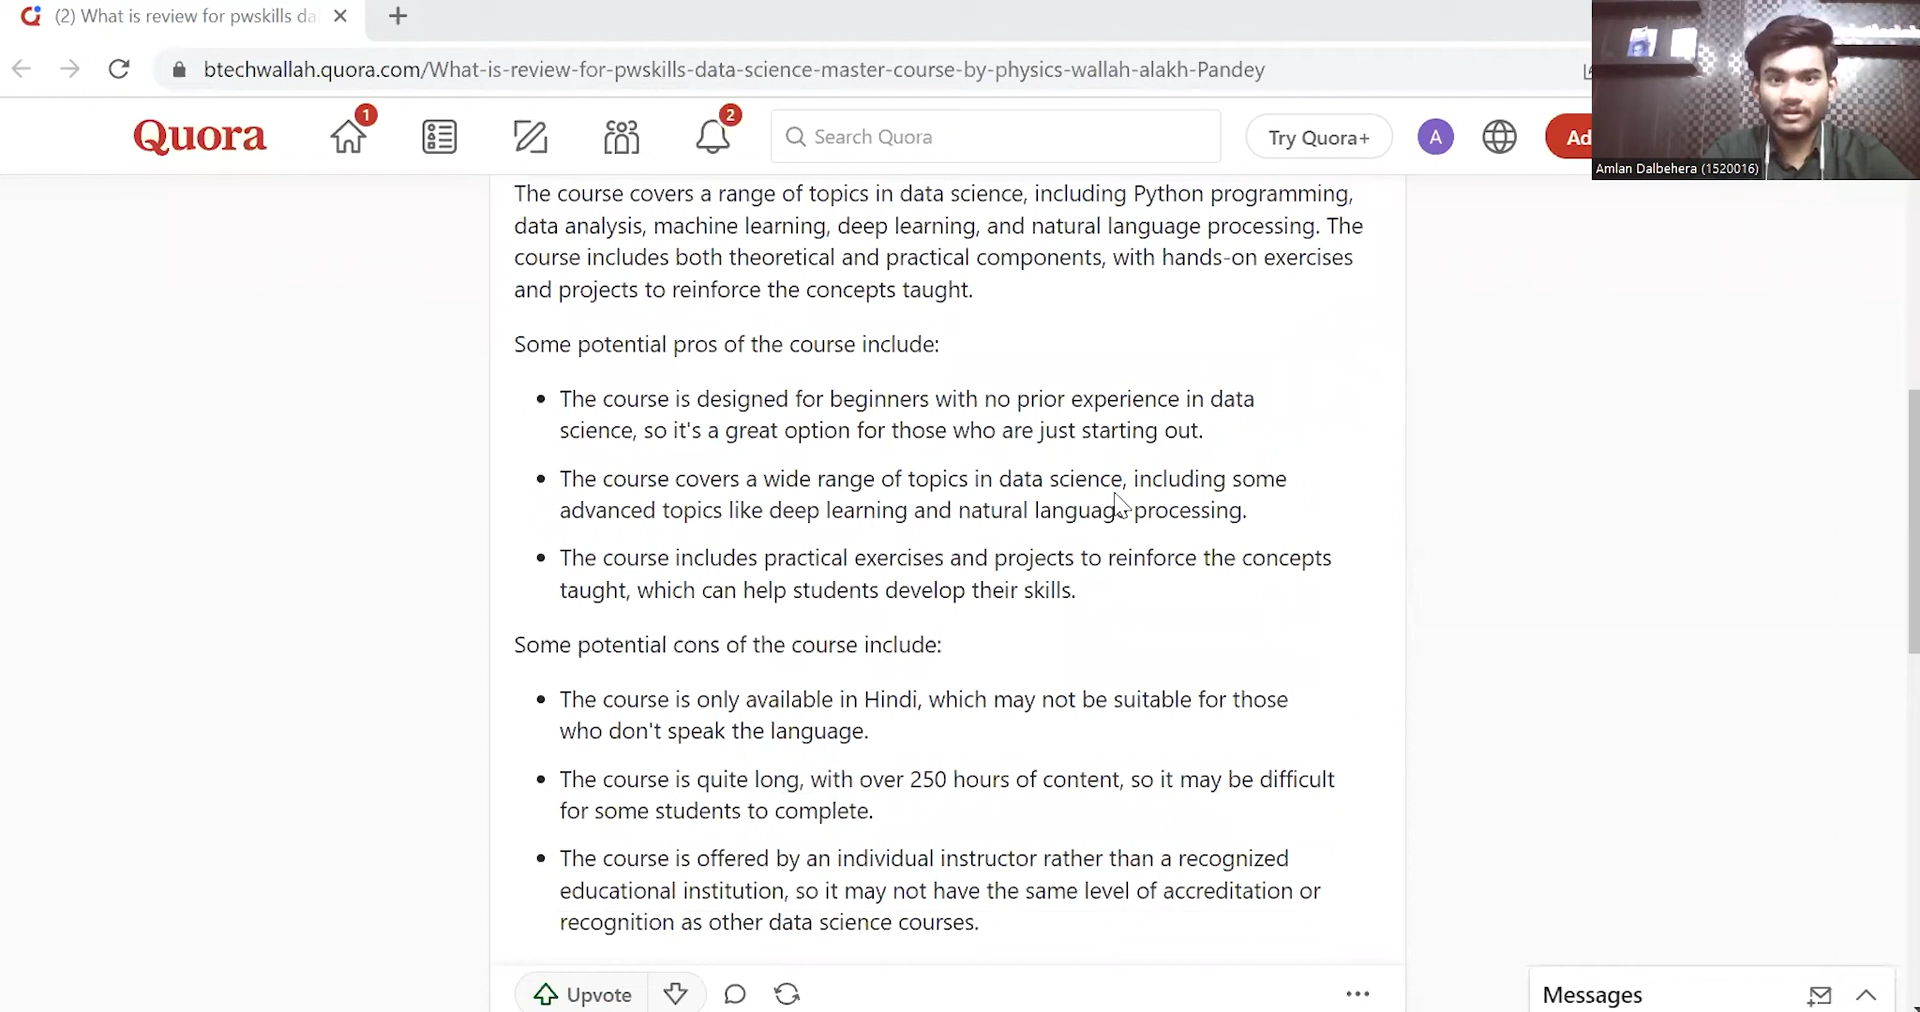 (2) What is review for pwskills da
btechwallah.quora.com/What-is-review-for-pwskills-data-science-master-course-by-physics-wallah-alakh-Pandey
Quora
1
2
Search Quora
Try Quora+
A
Ad
Amlan Dalbehera (1520016)
The course covers a range of topics in data science, including Python programming,
data analysis, machine learning, deep learning, and natural language processing. The
course includes both theoretical and practical components, with hands-on exercises
and projects to reinforce the concepts taught.
Some potential pros of the course include:
• The course is designed for beginners with no prior experience in data
science, so it's a great option for those who are just starting out.
• The course covers a wide range of topics in data science, including some
advanced topics like deep learning and natural language processing.
• The course includes practical exercises and projects to reinforce the concepts
taught, which can help students develop their skills.
Some potential cons of the course include:
• The course is only available in Hindi, which may not be suitable for those
who don't speak the language.
• The course is quite long, with over 250 hours of content, so it may be difficult
for some students to complete.
• The course is offered by an individual instructor rather than a recognized
educational institution, so it may not have the same level of accreditation or
recognition as other data science courses.
Upvote
Messages